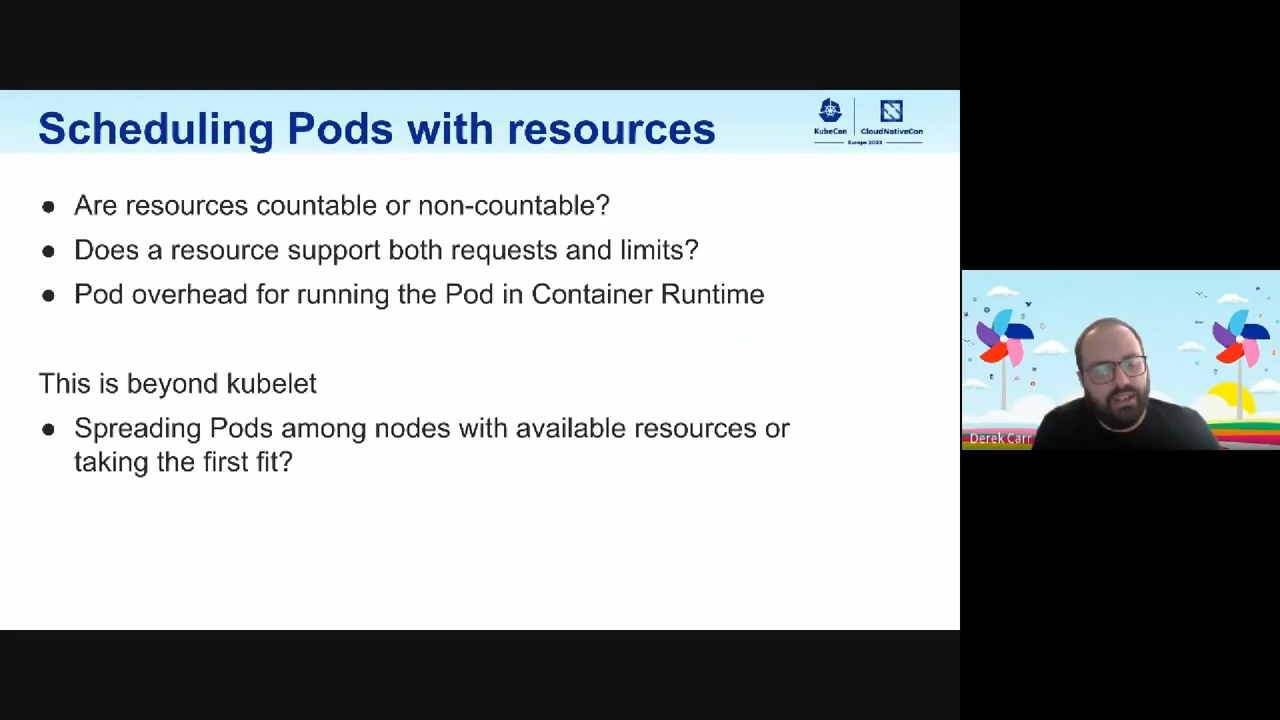 Scheduling Pods with resources
KubeCon
CloudNativeCon
Europe 2023
● Are resources countable or non-countable?
● Does a resource support both requests and limits?
● Pod overhead for running the Pod in Container Runtime
This is beyond kubelet
● Spreading Pods among nodes with available resources or
taking the first fit?
Derek Carr